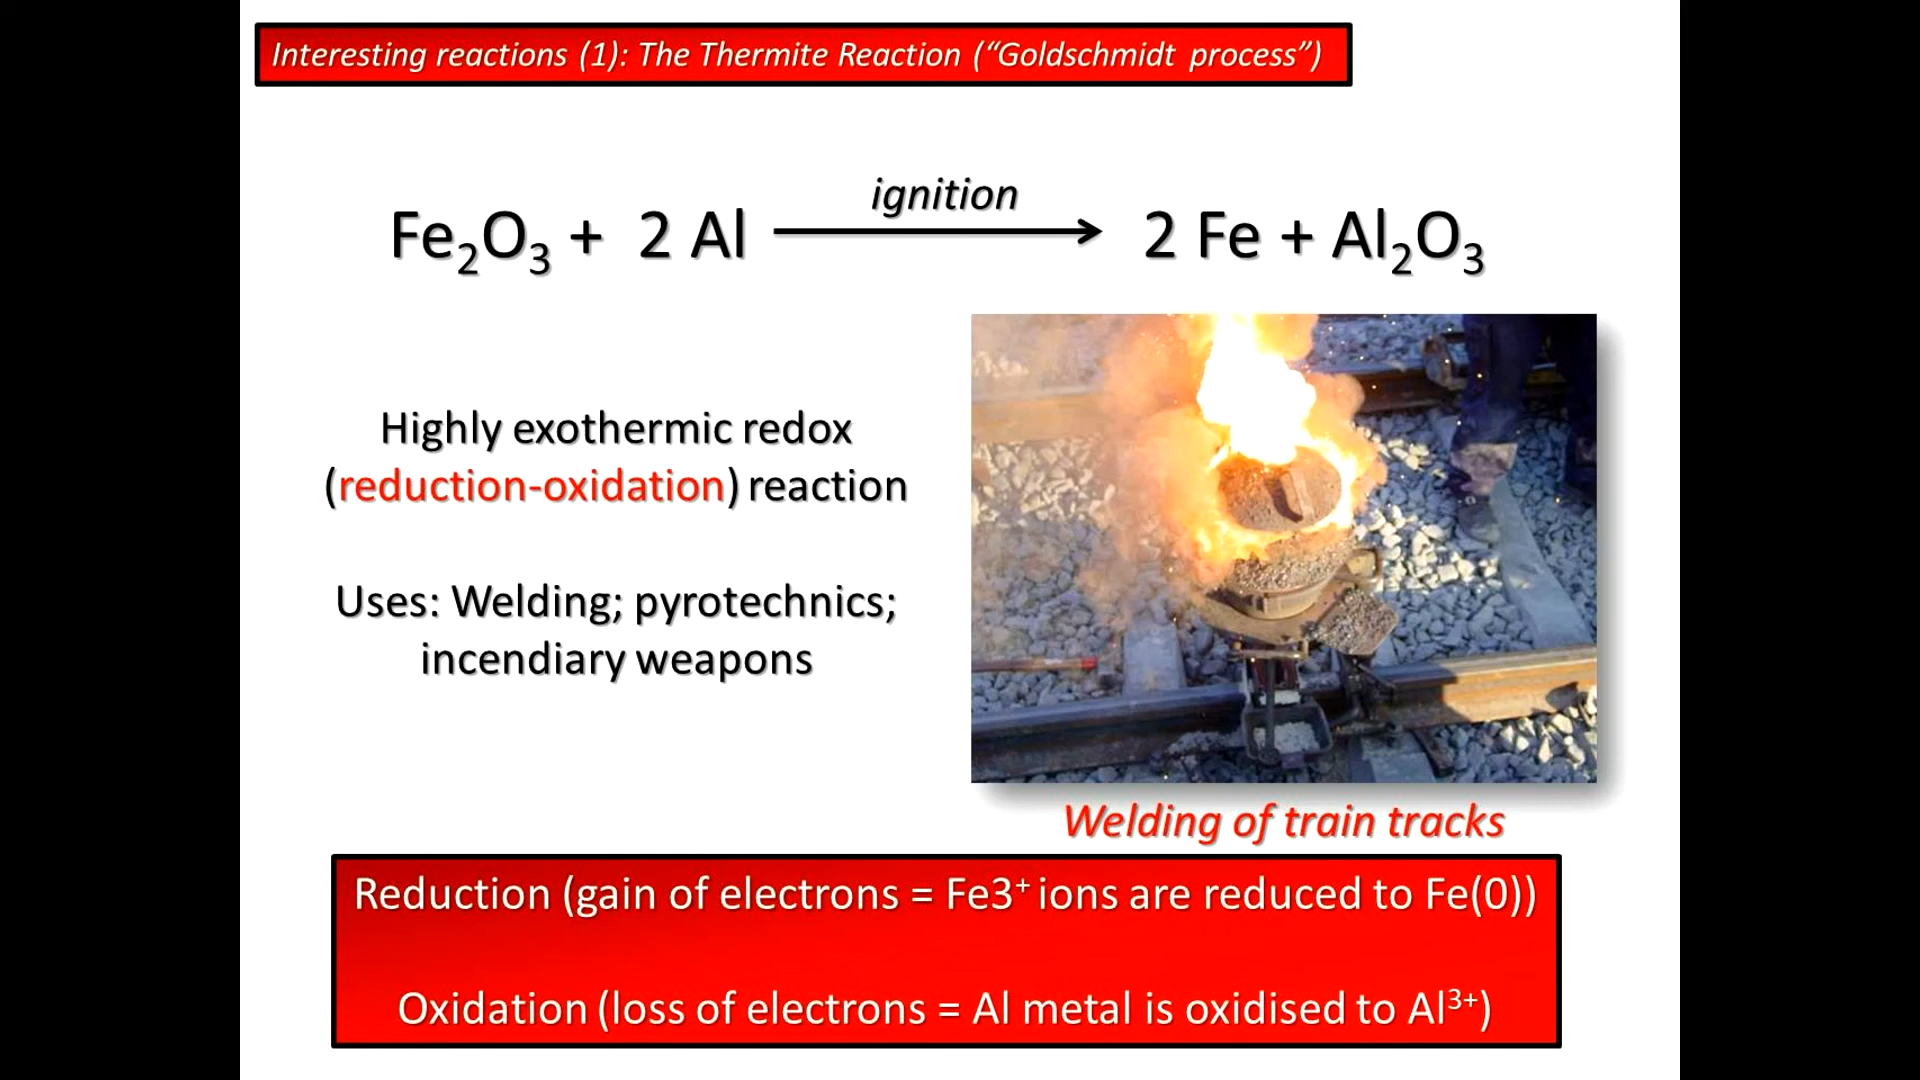 Interesting reactions (1): The Thermite Reaction (“Goldschmidt process”)
ignition
Fe₂O₃ + 2 Al → 2 Fe + Al₂O₃
Highly exothermic redox
(reduction-oxidation) reaction
Uses: Welding; pyrotechnics;
incendiary weapons
Welding of train tracks
Reduction (gain of electrons = Fe3⁺ ions are reduced to Fe(0))
Oxidation (loss of electrons = Al metal is oxidised to Al³⁺)